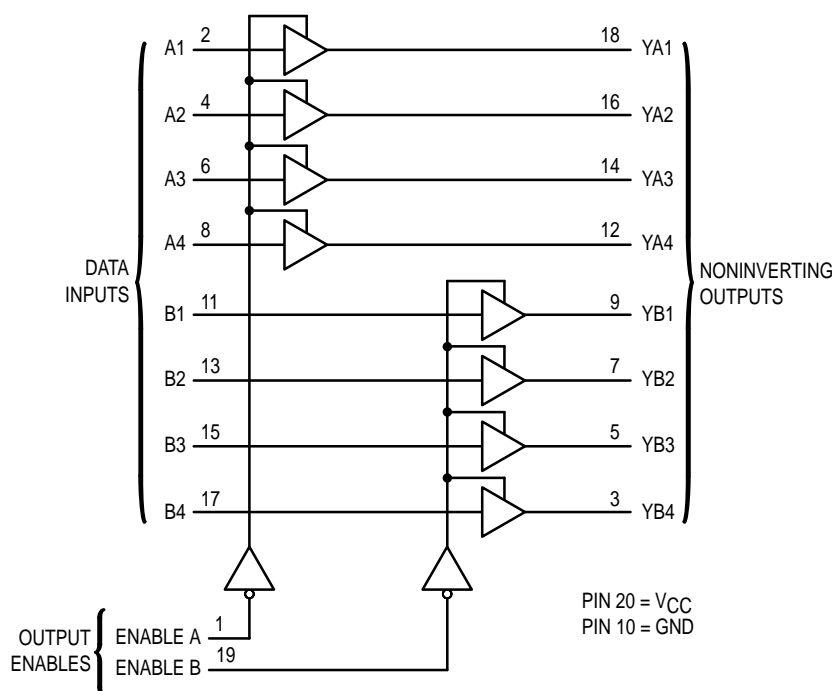 A1 2 18 YA1
A2 4 16 YA2
A3 6 14 YA3
A4 8 12 YA4
DATA
INPUTS
NONINVERTING
OUTPUTS
B1 11 9 YB1
B2 13 7 YB2
B3 15 5 YB3
B4 17 3 YB4
OUTPUT
ENABLES
ENABLE A 1
ENABLE B 19
PIN 20 = VCC
PIN 10 = GND